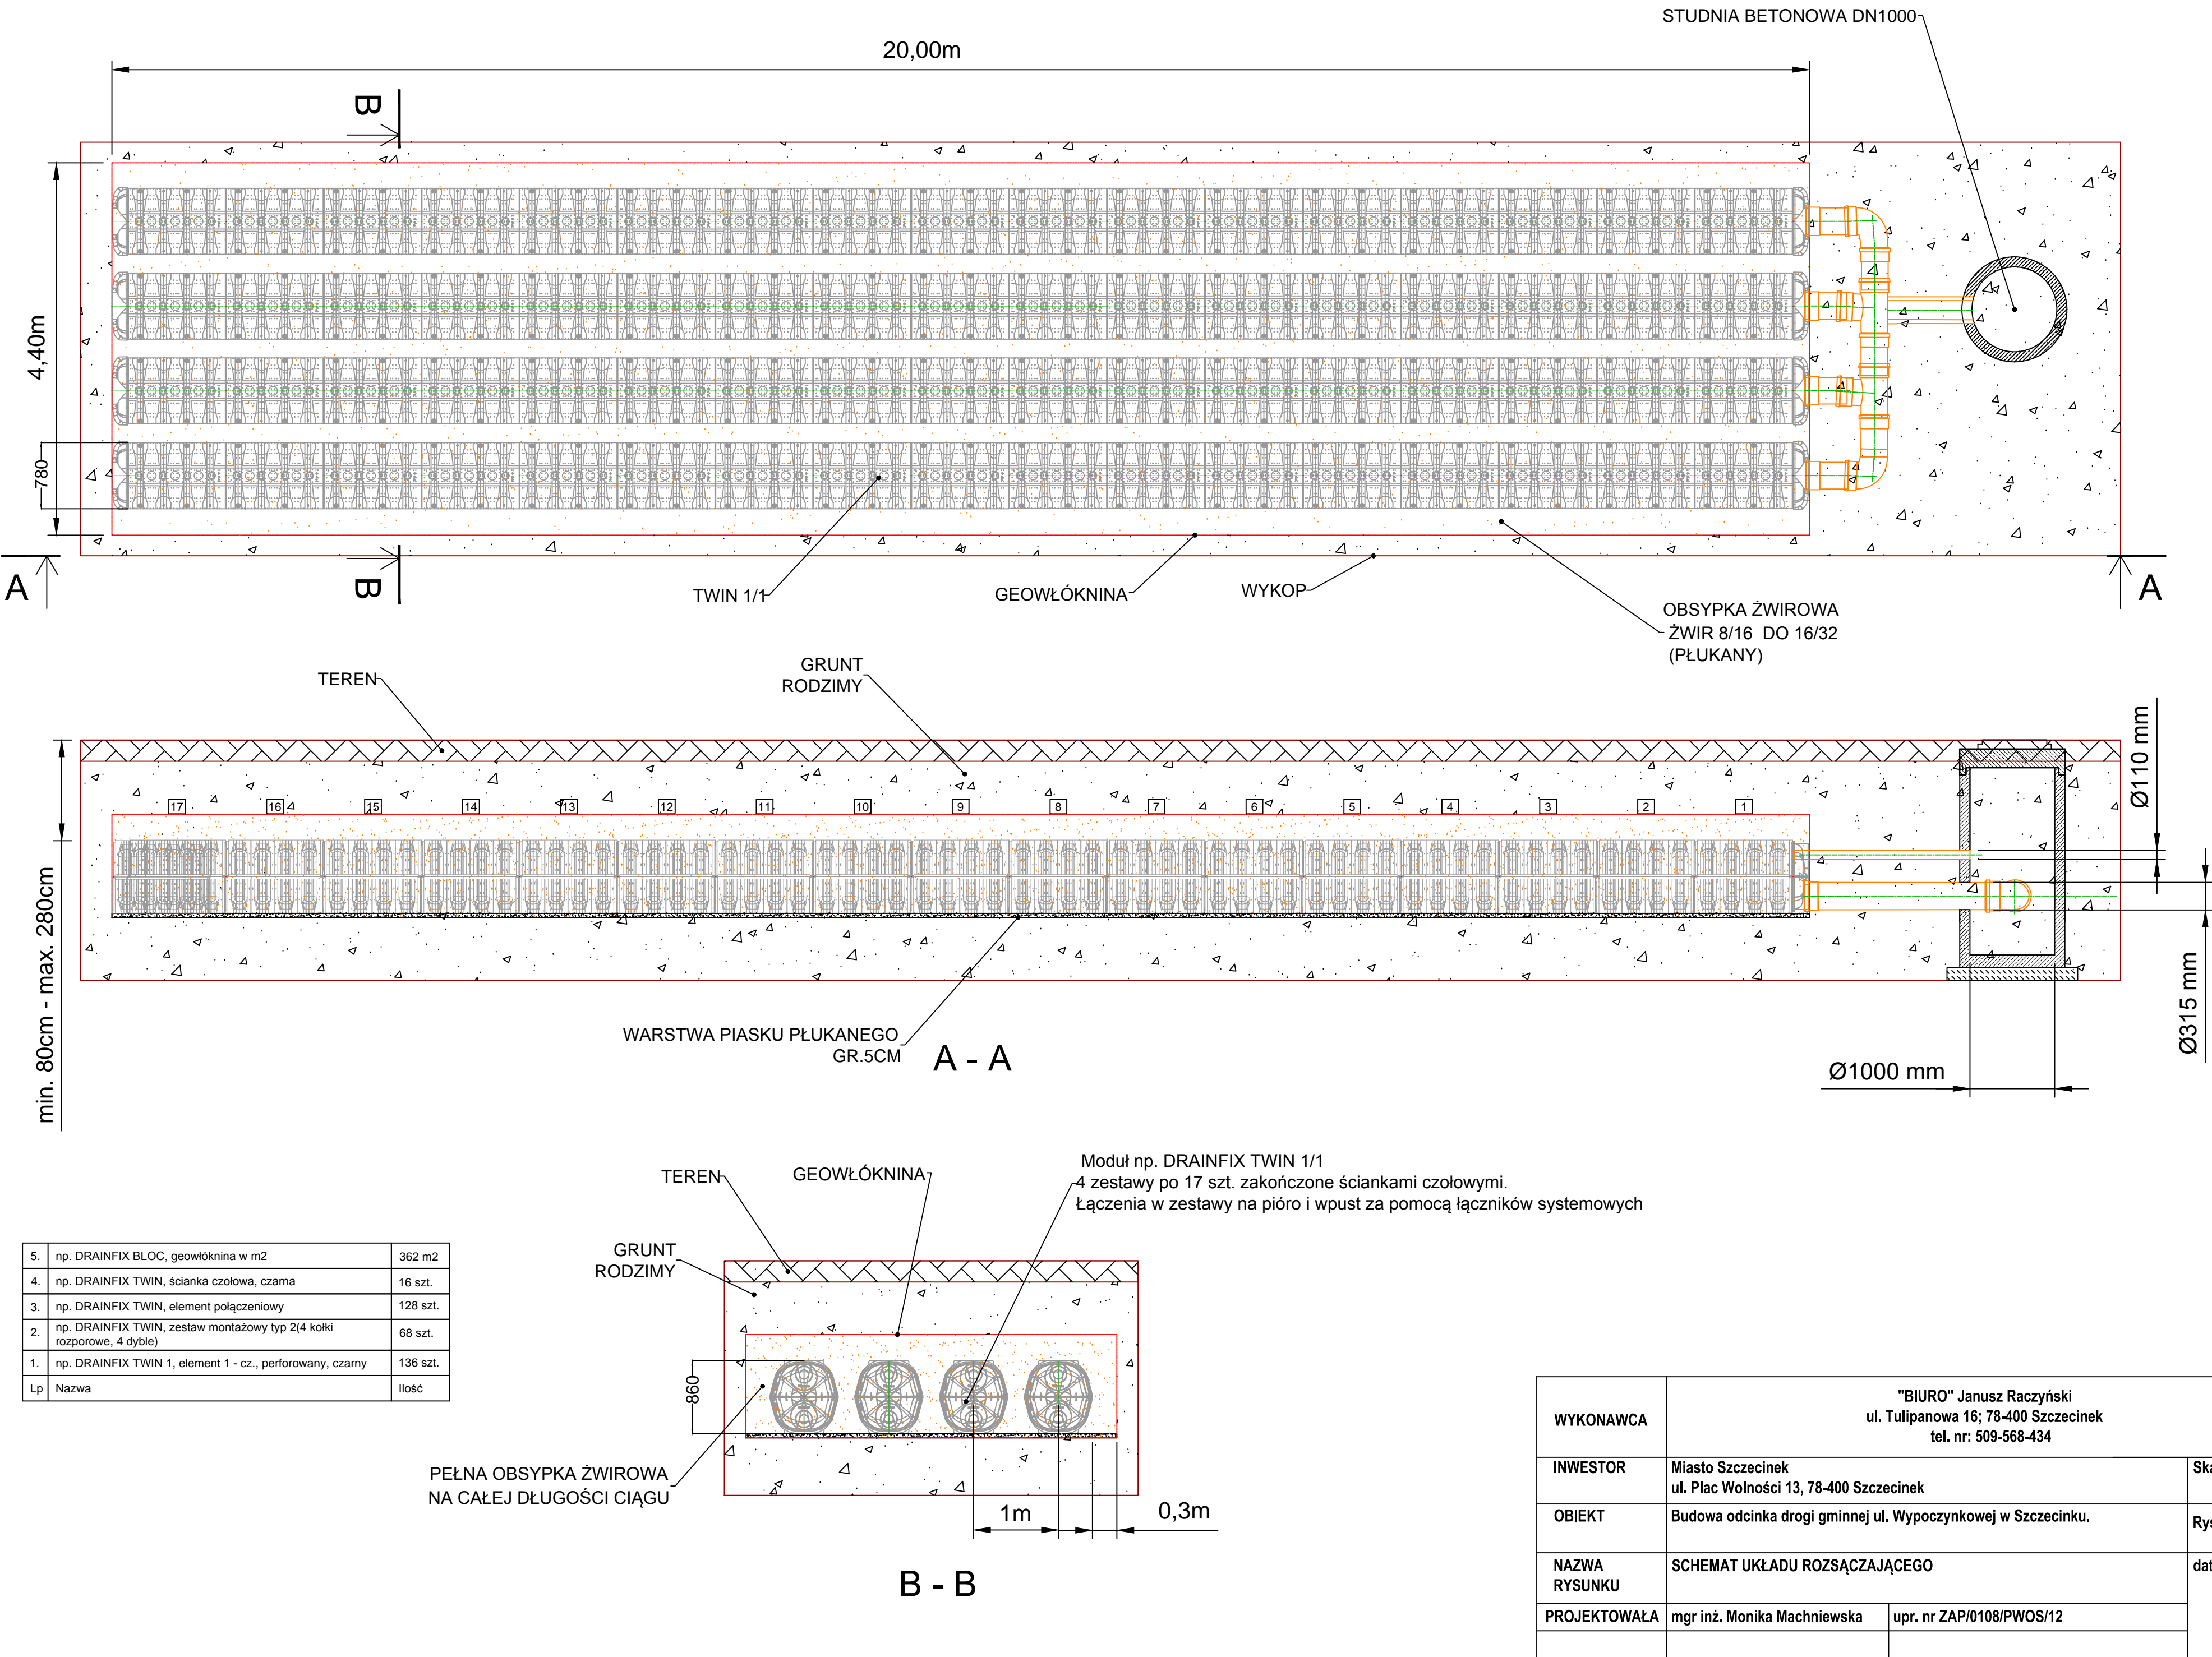 STUDNIA BETONOWA DN1000
20,00m
B
4,40m
780
B
A
A
TWIN 1/1
GEOWŁÓKNINA
WYKOP
OBSYPKA ŻWIROWA
ŻWIR 8/16 DO 16/32
(PŁUKANY)
TEREN
GRUNT
RODZIMY
17 16 15 14 13 12 11 10 9 8 7 6 5 4 3 2 1
min. 80cm - max. 280cm
Ø110 mm
Ø315 mm
Ø1000 mm
WARSTWA PIASKU PŁUKANEGO
GR.5CM
A - A
TEREN
GEOWŁÓKNINA
Moduł np. DRAINFIX TWIN 1/1
4 zestawy po 17 szt. zakończone ściankami czołowymi.
Łączenia w zestawy na pióro i wpust za pomocą łączników systemowych
GRUNT
RODZIMY
860
PEŁNA OBSYPKA ŻWIROWA
NA CAŁEJ DŁUGOŚCI CIĄGU
1m
0,3m
B - B
5. np. DRAINFIX BLOC, geowłóknina w m2 362 m2
4. np. DRAINFIX TWIN, ścianka czołowa, czarna 16 szt.
3. np. DRAINFIX TWIN, element połączeniowy 128 szt.
2. np. DRAINFIX TWIN, zestaw montażowy typ 2(4 kołki
rozporowe, 4 dyble) 68 szt.
1. np. DRAINFIX TWIN 1, element 1 - cz., perforowany, czarny 136 szt.
Lp Nazwa Ilość
WYKONAWCA
"BIURO" Janusz Raczyński
ul. Tulipanowa 16; 78-400 Szczecinek
tel. nr: 509-568-434
INWESTOR Miasto Szczecinek
ul. Plac Wolności 13, 78-400 Szczecinek
OBIEKT Budowa odcinka drogi gminnej ul. Wypoczynkowej w Szczecinku.
NAZWA
RYSUNKU
SCHEMAT UKŁADU ROZSĄCZAJĄCEGO
PROJEKTOWAŁA mgr inż. Monika Machniewska upr. nr ZAP/0108/PWOS/12